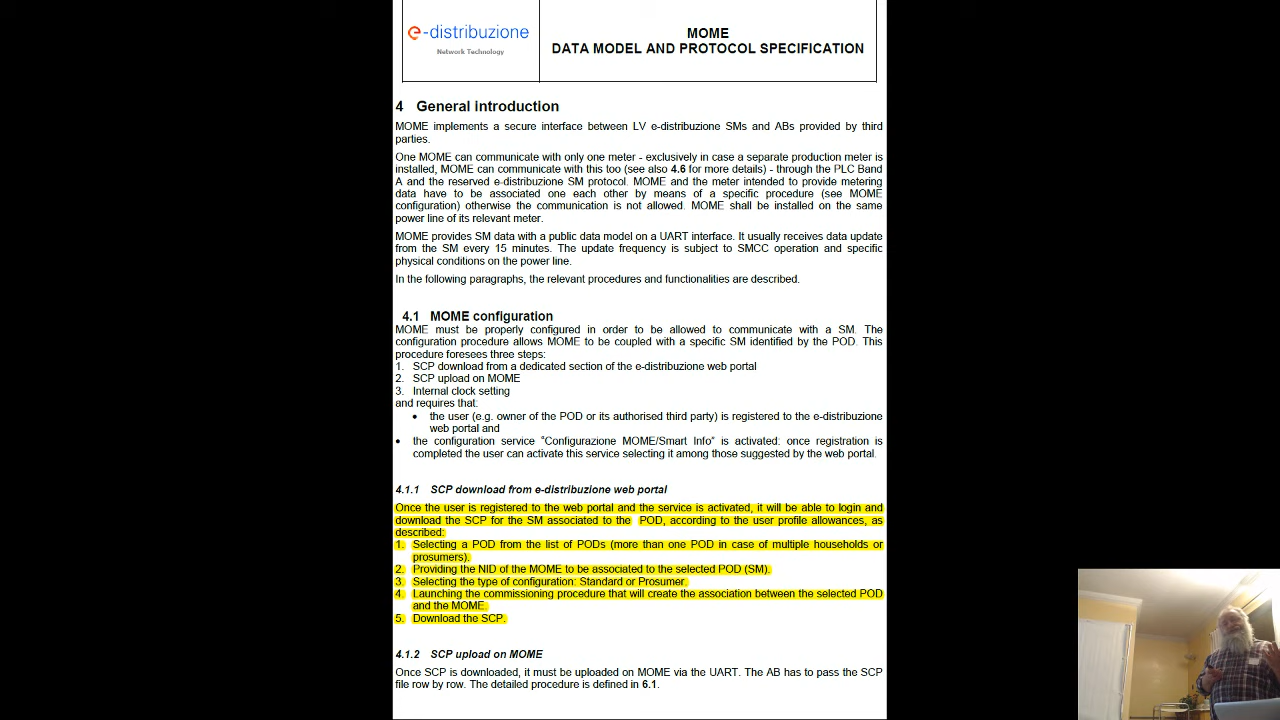 e-distribuzione
Network Technology
MOME
DATA MODEL AND PROTOCOL SPECIFICATION
4 General introduction
MOME implements a secure interface between LV e-distribuzione SMs and ABs provided by third
parties.
One MOME can communicate with only one meter - exclusively in case a separate production meter is
installed, MOME can communicate with this too (see also 4.6 for more details) - through the PLC Band
A and the reserved e-distribuzione SM protocol. MOME and the meter intended to provide metering
data have to be associated one each other by means of a specific procedure (see MOME
configuration) otherwise the communication is not allowed. MOME shall be installed on the same
power line of its relevant meter.
MOME provides SM data with a public data model on a UART interface. It usually receives data update
from the SM every 15 minutes. The update frequency is subject to SMCC operation and specific
physical conditions on the power line.
In the following paragraphs, the relevant procedures and functionalities are described.
4.1 MOME configuration
MOME must be properly configured in order to be allowed to communicate with a SM. The
configuration procedure allows MOME to be coupled with a specific SM identified by the POD. This
procedure foresees three steps:
1. SCP download from a dedicated section of the e-distribuzione web portal
2. SCP upload on MOME
3. Internal clock setting
and requires that:
• the user (e.g. owner of the POD or its authorised third party) is registered to the e-distribuzione
web portal and
• the configuration service “Configurazione MOME/Smart Info” is activated: once registration is
completed the user can activate this service selecting it among those suggested by the web portal.
4.1.1 SCP download from e-distribuzione web portal
Once the user is registered to the web portal and the service is activated, it will be able to login and
download the SCP for the SM associated to the POD, according to the user profile allowances, as
described:
1. Selecting a POD from the list of PODs (more than one POD in case of multiple households or
prosumers).
2. Providing the NID of the MOME to be associated to the selected POD (SM).
3. Selecting the type of configuration: Standard or Prosumer.
4. Launching the commissioning procedure that will create the association between the selected POD
and the MOME.
5. Download the SCP.
4.1.2 SCP upload on MOME
Once SCP is downloaded, it must be uploaded on MOME via the UART. The AB has to pass the SCP
file row by row. The detailed procedure is defined in 6.1.